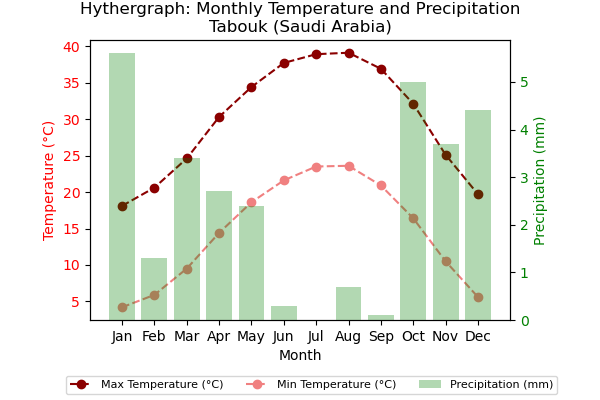 Hythergraph: Monthly Temperature and Precipitation
Tabouk (Saudi Arabia)
40
35
30
25
20
15
10
5
Temperature (°C)
5
4
3
2
1
0
Precipitation (mm)
Jan Feb Mar Apr May Jun Jul Aug Sep Oct Nov Dec
Month
Max Temperature (°C) Min Temperature (°C) Precipitation (mm)